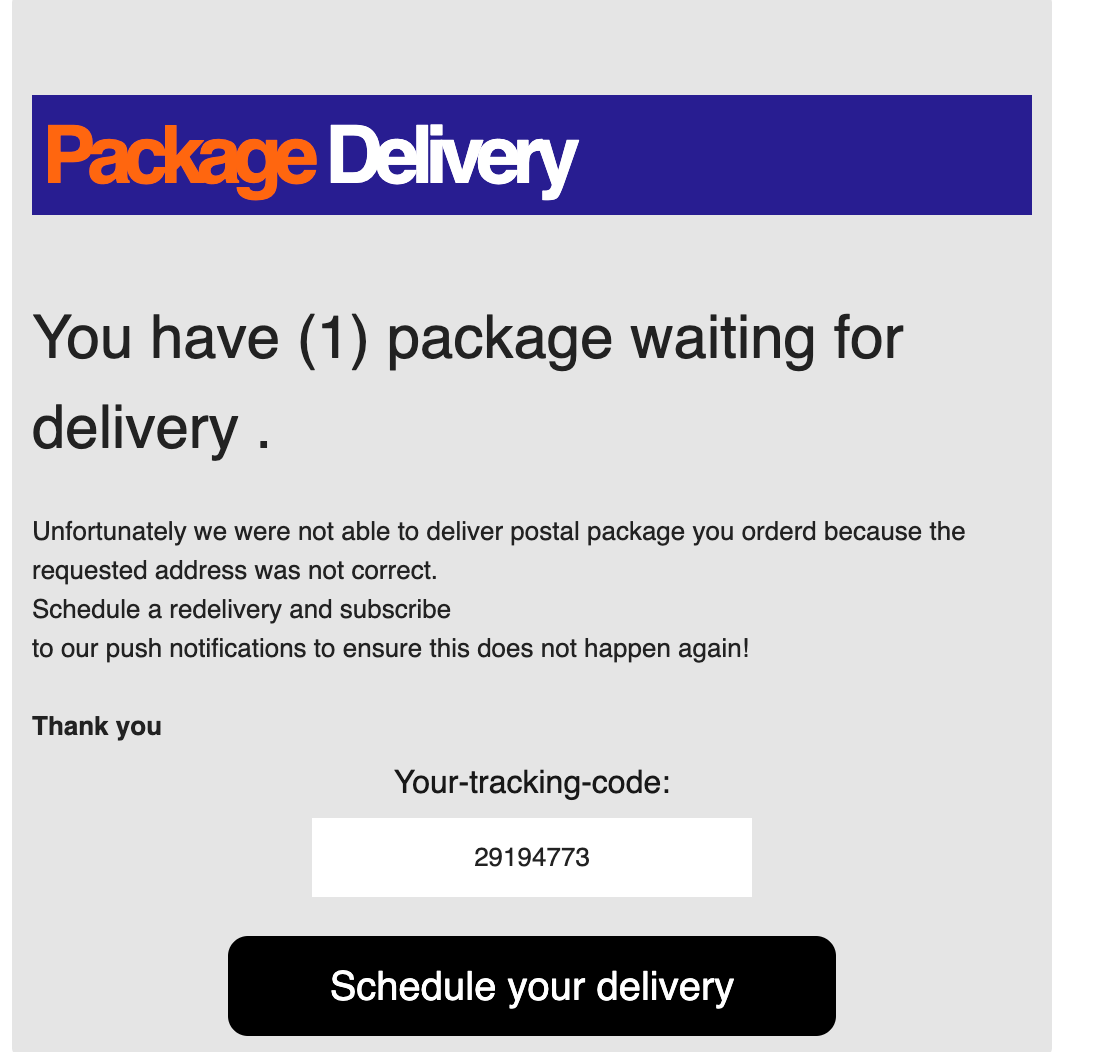 Package Delivery
You have (1) package waiting for
delivery .
Unfortunately we were not able to deliver postal package you orderd because the
requested address was not correct.
Schedule a redelivery and subscribe
to our push notifications to ensure this does not happen again!
Thank you
Your-tracking-code:
29194773
Schedule your delivery